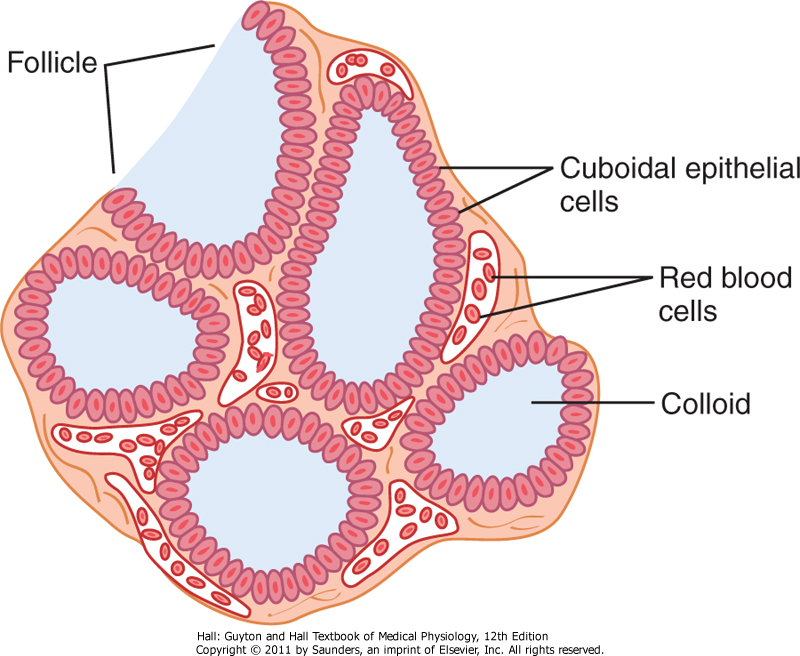 Follicle
Cuboidal epithelial
cells
Red blood
cells
Colloid
Hall: Guyton and Hall Textbook of Medical Physiology, 12th Edition
Copyright © 2011 by Saunders, an imprint of Elsevier, Inc. All rights reserved.